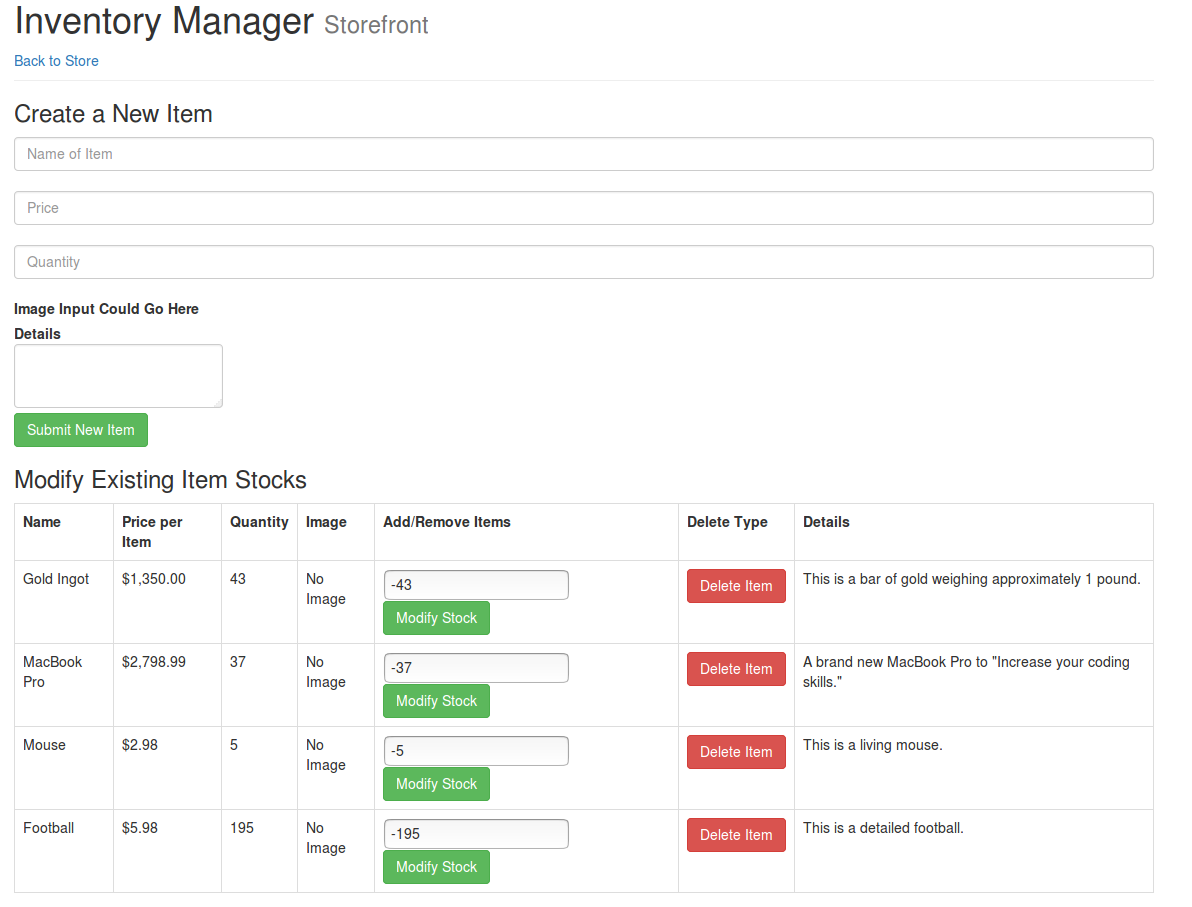 Inventory Manager Storefront
Back to Store
Create a New Item
Name of Item
Price
Quantity
Image Input Could Go Here
Details
Submit New Item
Modify Existing Item Stocks
Name
Price per
Item
Quantity
Image
Add/Remove Items
Delete Type
Details
Gold Ingot
$1,350.00
43
No
Image
-43
Modify Stock
Delete Item
This is a bar of gold weighing approximately 1 pound.
MacBook
Pro
$2,798.99
37
No
Image
-37
Modify Stock
Delete Item
A brand new MacBook Pro to "Increase your coding
skills."
Mouse
$2.98
5
No
Image
-5
Modify Stock
Delete Item
This is a living mouse.
Football
$5.98
195
No
Image
-195
Modify Stock
Delete Item
This is a detailed football.